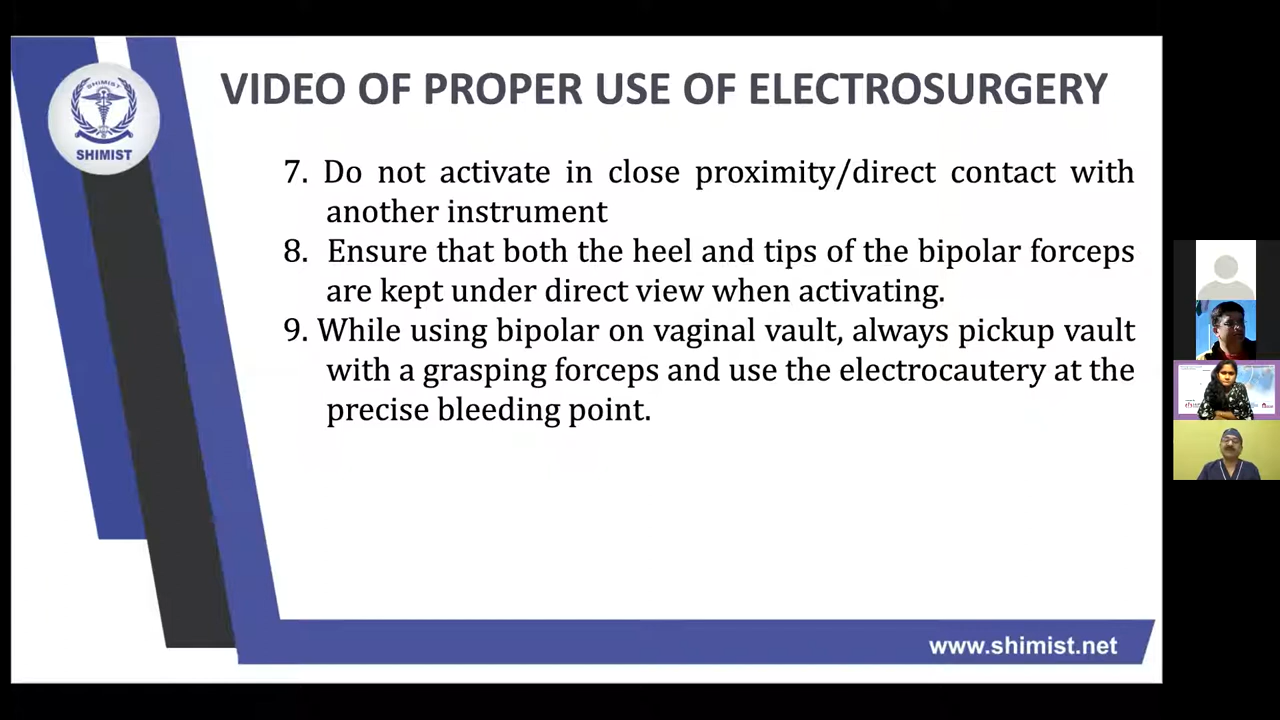 SHIMIST
SHIMIST
VIDEO OF PROPER USE OF ELECTROSURGERY
7. Do not activate in close proximity/direct contact with
another instrument
8. Ensure that both the heel and tips of the bipolar forceps
are kept under direct view when activating.
9. While using bipolar on vaginal vault, always pickup vault
with a grasping forceps and use the electrocautery at the
precise bleeding point.
www.shimist.net